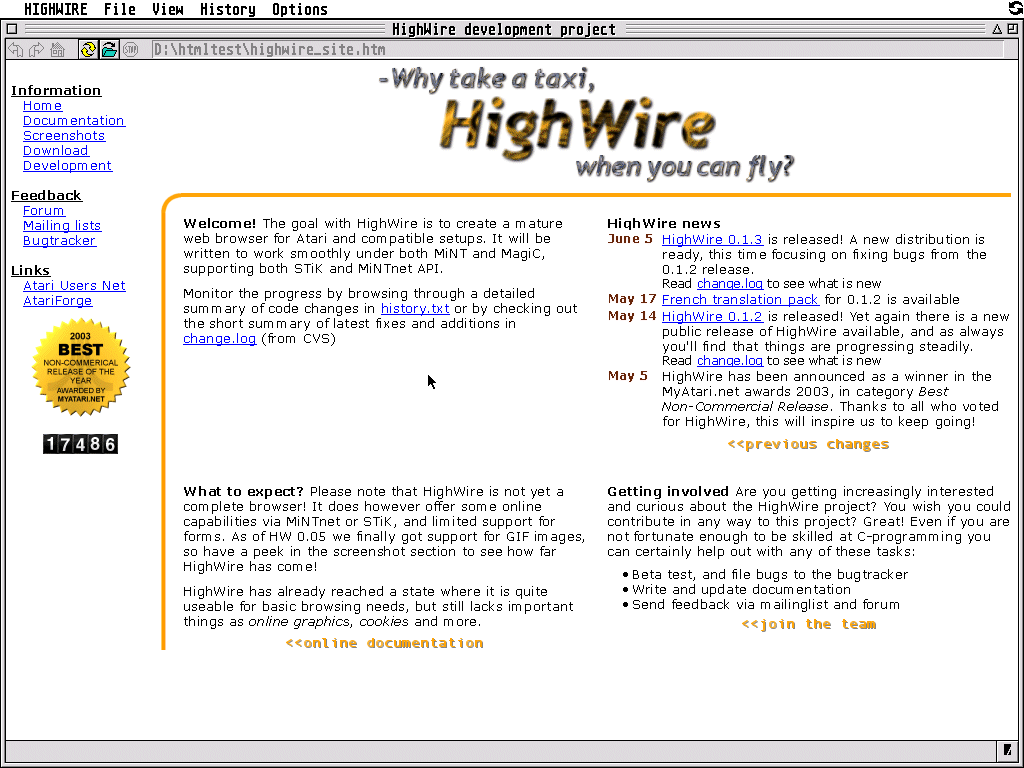 HIGHWIRE File View History Options
HighWire development project
D:\htmltest\highwire_site.htm
-Why take a taxi,
HighWire
when you can fly?
Information
Home
Documentation
Screenshots
Download
Development
Feedback
Forum
Mailing lists
Bugtracker
Links
Atari Users Net
AtariForge
2003
BEST
NON-COMMERICAL
RELEASE OF THE
YEAR
AWARDED BY
MYATARI.NET
17486
Welcome! The goal with HighWire is to create a mature
web browser for Atari and compatible setups. It will be
written to work smoothly under both MiNT and MagiC,
supporting both STiK and MiNTnet API.
Monitor the progress by browsing through a detailed
summary of code changes in history.txt or by checking out
the short summary of latest fixes and additions in
change.log (from CVS)
HighWire news
June 5 HighWire 0.1.3 is released! A new distribution is
ready, this time focusing on fixing bugs from the
0.1.2 release.
Read change.log to see what is new
May 17 French translation pack for 0.1.2 is available
May 14 HighWire 0.1.2 is released! Yet again there is a new
public release of HighWire available, and as always
you'll find that things are progressing steadily.
Read change.log to see what is new
May 5 HighWire has been announced as a winner in the
MyAtari.net awards 2003, in category Best
Non-Commercial Release. Thanks to all who voted
for HighWire, this will inspire us to keep going!
<<previous changes
What to expect? Please note that HighWire is not yet a
complete browser! It does however offer some online
capabilities via MiNTnet or STiK, and limited support for
forms. As of HW 0.05 we finally got support for GIF images,
so have a peek in the screenshot section to see how far
HighWire has come!
HighWire has already reached a state where it is quite
useable for basic browsing needs, but still lacks important
things as online graphics, cookies and more.
<<online documentation
Getting involved Are you getting increasingly interested
and curious about the HighWire project? You wish you could
contribute in any way to this project? Great! Even if you are
not fortunate enough to be skilled at C-programming you
can certainly help out with any of these tasks:
•Beta test, and file bugs to the bugtracker
•Write and update documentation
•Send feedback via mailinglist and forum
<<join the team